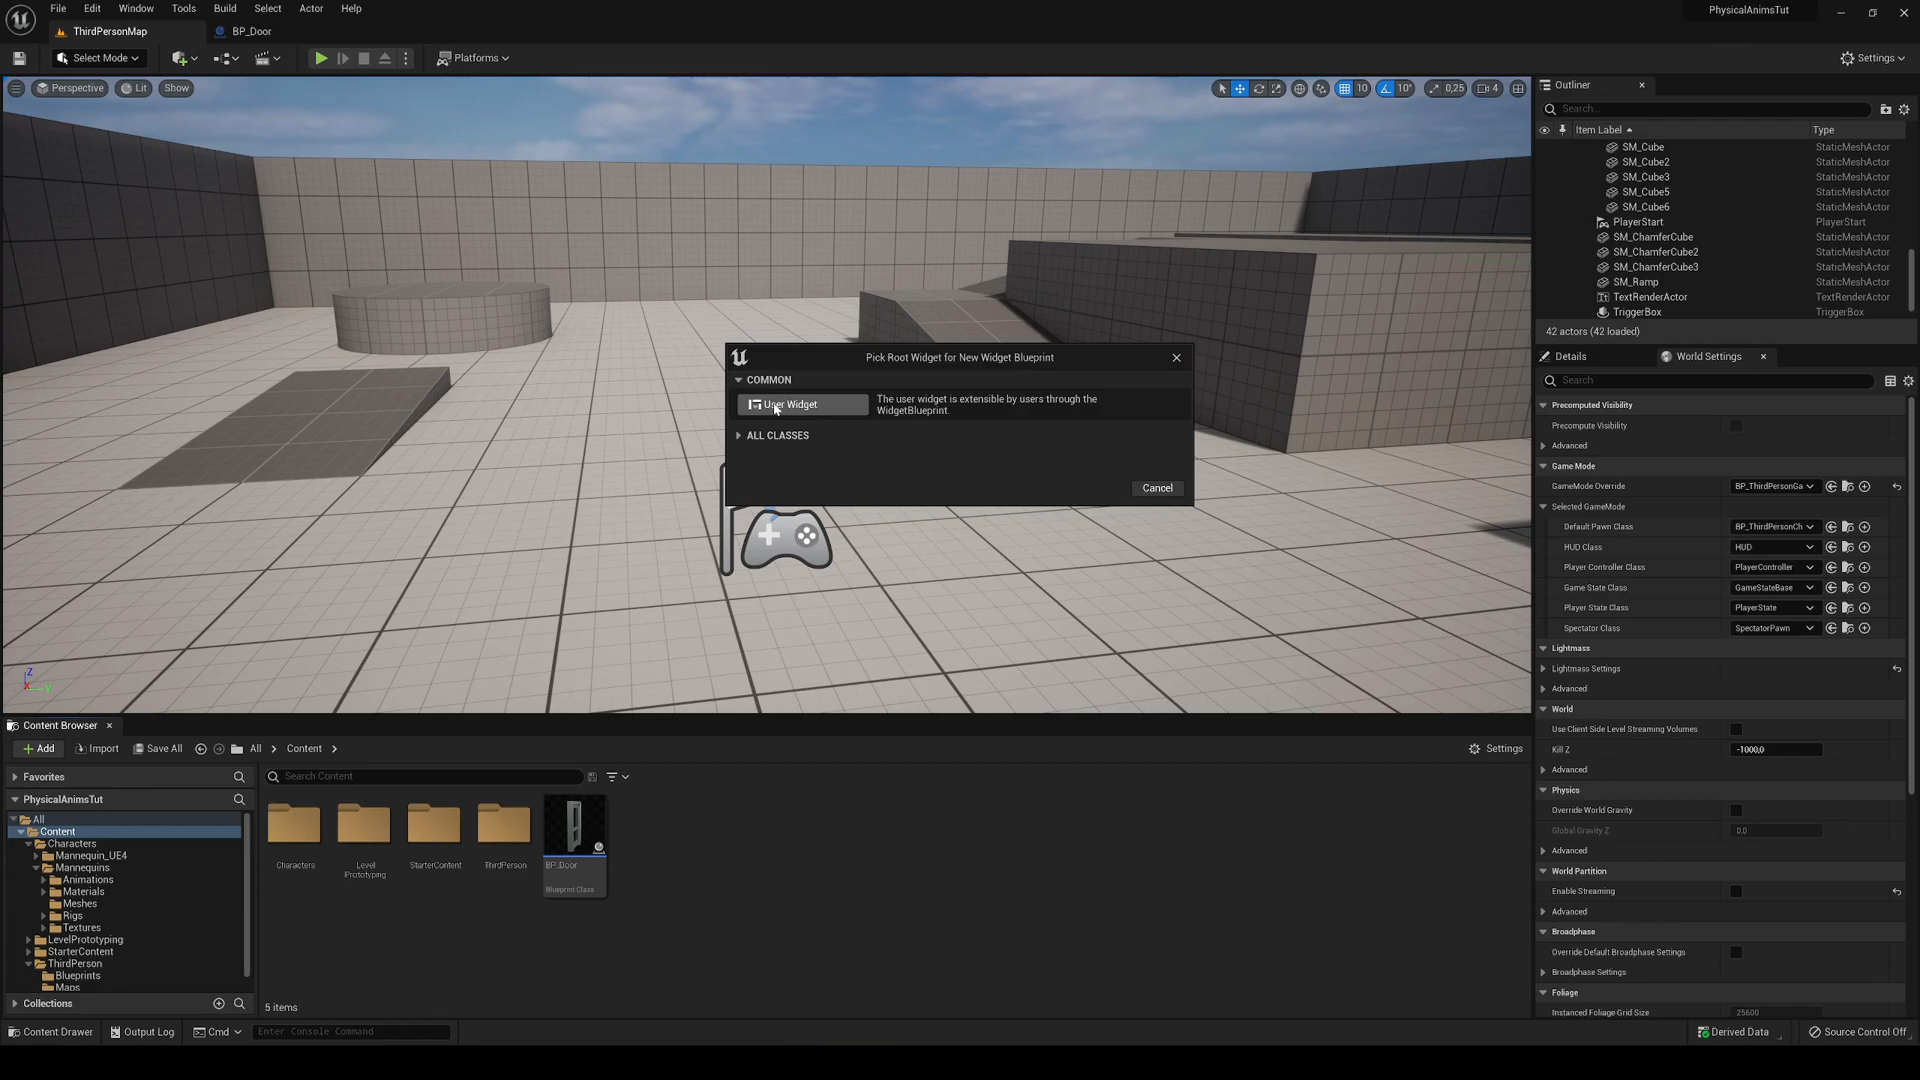 File Edit Window Tools Build Select Actor Help
PhysicalAnimsTut
ThirdPersonMap
BP_Door
Select Mode
Platforms
Settings
Perspective
Lit
Show
10
10°
0,25
4
Outliner
Search...
Item Label
Type
SM_Cube StaticMeshActor
SM_Cube2 StaticMeshActor
SM_Cube3 StaticMeshActor
SM_Cube5 StaticMeshActor
SM_Cube6 StaticMeshActor
PlayerStart PlayerStart
SM_ChamferCube StaticMeshActor
SM_ChamferCube2 StaticMeshActor
SM_ChamferCube3 StaticMeshActor
SM_Ramp StaticMeshActor
TextRenderActor TextRenderActor
TriggerBox TriggerBox
42 actors (42 loaded)
Pick Root Widget for New Widget Blueprint
COMMON
User Widget
The user widget is extensible by users through the
WidgetBlueprint.
ALL CLASSES
Cancel
Details
World Settings
Search
Precomputed Visibility
Precompute Visibility
Advanced
Game Mode
GameMode Override BP_ThirdPersonGa
Selected GameMode
Default Pawn Class BP_ThirdPersonCh
HUD Class HUD
Player Controller Class PlayerController
Game State Class GameStateBase
Player State Class PlayerState
Spectator Class SpectatorPawn
Lightmass
Lightmass Settings
Advanced
World
Use Client Side Level Streaming Volumes
Kill Z -1000,0
Advanced
Physics
Override World Gravity
Global Gravity Z 0,0
Advanced
World Partition
Enable Streaming
Advanced
Broadphase
Override Default Broadphase Settings
Broadphase Settings
Foliage
Instanced Foliage Grid Size 25600
Content Browser
Add
Import
Save All
All
Content
Settings
Favorites
PhysicalAnimsTut
All
Content
Characters
Mannequin_UE4
Mannequins
Animations
Materials
Meshes
Rigs
Textures
LevelPrototyping
StarterContent
ThirdPerson
Blueprints
Maps
Collections
Search Content
Characters
Level
Prototyping
StarterContent
ThirdPerson
BP_Door
Blueprint Class
5 items
Content Drawer
Output Log
Cmd
Enter Console Command
Derived Data
Source Control Off
Z
X
Y